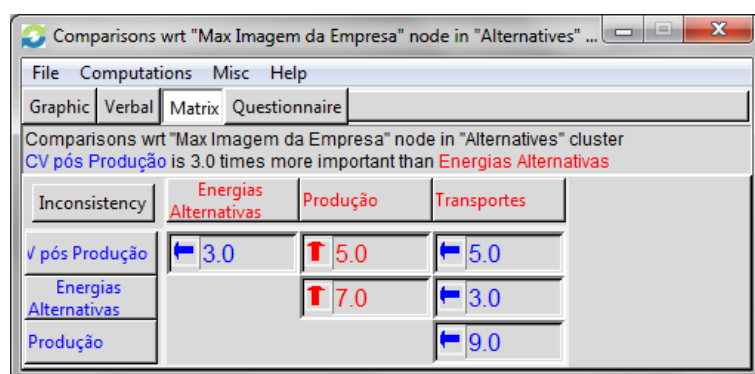 Comparisons wrt "Max Imagem da Empresa" node in "Alternatives" ...
File Computations Misc Help
Graphic Verbal Matrix Questionnaire
Comparisons wrt "Max Imagem da Empresa" node in "Alternatives" cluster
CV pós Produção is 3.0 times more important than Energias Alternativas
Inconsistency Energias Alternativas Produção Transportes
V pós Produção 3.0 5.0 5.0
Energias Alternativas 7.0 3.0
Produção 9.0